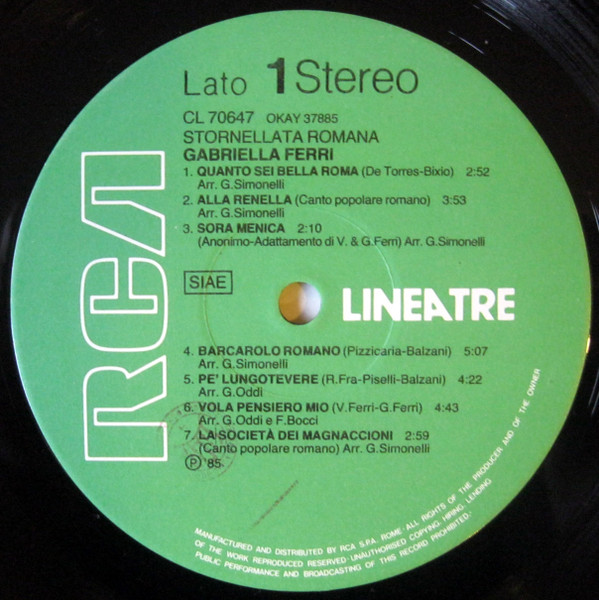 Lato 1 Stereo
CL 70647 OKAY 37885
STORNELLATA ROMANA
GABRIELLA FERRI
1. QUANTO SEI BELLA ROMA (De Torres-Bixio) 2:52
Arr. G.Simonelli
2. ALLA RENELLA (Canto popolare romano) 3:53
Arr. G.Simonelli
3. SORA MENICA 2:10
(Anonimo-Adattamento di V. & G.Ferri) Arr. G.Simonelli
RCA
SIAE
LINEATRE
4. BARCAROLO ROMANO (Pizzicaria-Balzani) 5:07
Arr. G.Simonelli
5. PE' LUNGOTEVERE (R.Fra-Piselli-Balzani) 4:22
Arr. G.Oddi
6. VOLA PENSIERO MIO (V.Ferri-G.Ferri) 4:43
Arr. G.Oddi e F.Bocci
7. LA SOCIETÀ DEI MAGNACCIONI 2:59
(Canto popolare romano) Arr. G.Simonelli
℗ '85
MANUFACTURED AND DISTRIBUTED BY RCA S.P.A. ROME· ALL RIGHTS OF THE PRODUCER AND OF THE OWNER
OF THE WORK REPRODUCED RESERVED·UNAUTHORISED COPYING, HIRING, LENDING
PUBLIC PERFORMANCE AND BROADCASTING OF THIS RECORD PROHIBITED.